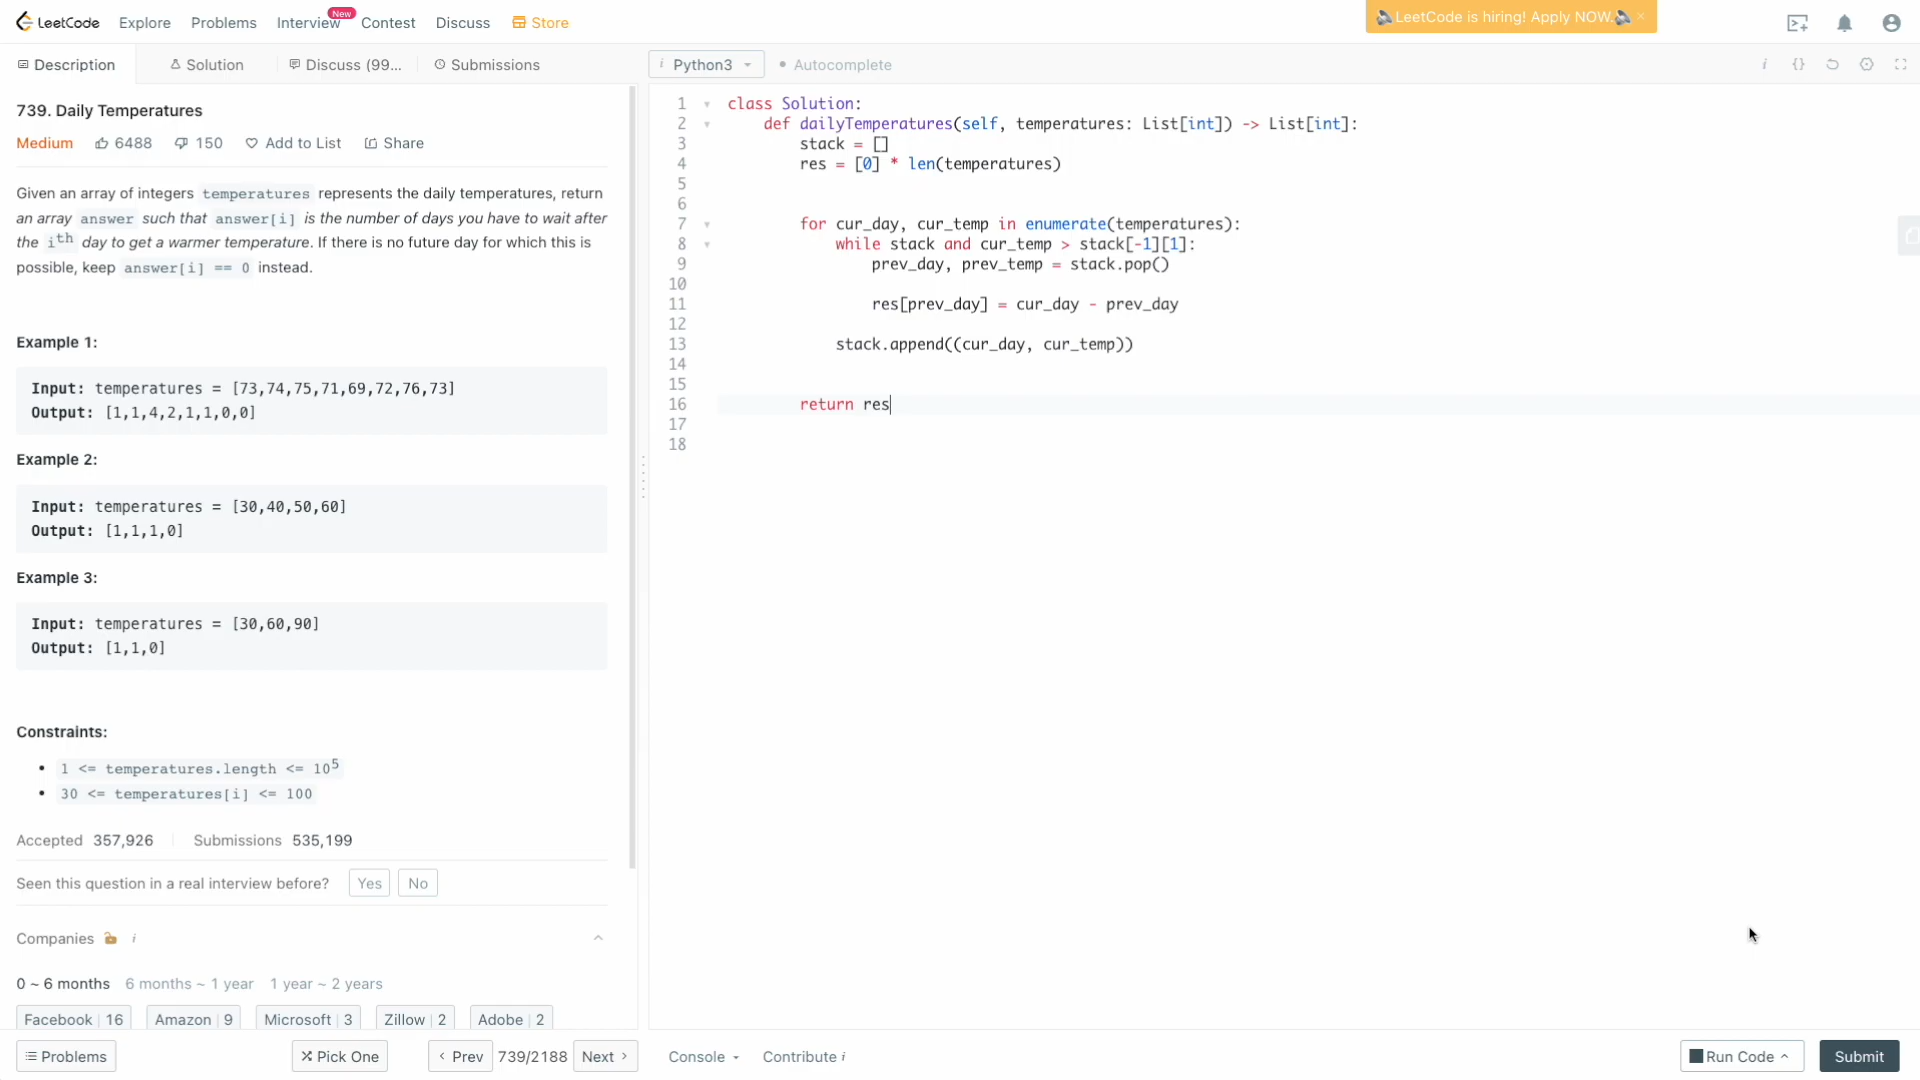 LeetCode Explore Problems Interview New Contest Discuss Store
🔈LeetCode is hiring! Apply NOW.🔈 ×
Description Solution Discuss (99... Submissions
i Python3 • Autocomplete i {}
739. Daily Temperatures
Medium 6488 150 Add to List Share
Given an array of integers temperatures represents the daily temperatures, return
an array answer such that answer[i] is the number of days you have to wait after
the ith day to get a warmer temperature. If there is no future day for which this is
possible, keep answer[i] == 0 instead.
Example 1:
Input: temperatures = [73,74,75,71,69,72,76,73]
Output: [1,1,4,2,1,1,0,0]
Example 2:
Input: temperatures = [30,40,50,60]
Output: [1,1,1,0]
Example 3:
Input: temperatures = [30,60,90]
Output: [1,1,0]
Constraints:
• 1 <= temperatures.length <= 10^5
• 30 <= temperatures[i] <= 100
Accepted 357,926 Submissions 535,199
Seen this question in a real interview before? Yes No
Companies i
0 ~ 6 months 6 months ~ 1 year 1 year ~ 2 years
Facebook | 16 Amazon | 9 Microsoft | 3 Zillow | 2 Adobe | 2
1 class Solution:
2     def dailyTemperatures(self, temperatures: List[int]) -> List[int]:
3         stack = []
4         res = [0] * len(temperatures)
5
6
7         for cur_day, cur_temp in enumerate(temperatures):
8             while stack and cur_temp > stack[-1][1]:
9                 prev_day, prev_temp = stack.pop()
10
11                 res[prev_day] = cur_day - prev_day
12
13             stack.append((cur_day, cur_temp))
14
15
16         return res
17
18
Problems Pick One Prev 739/2188 Next Console Contribute i Run Code Submit